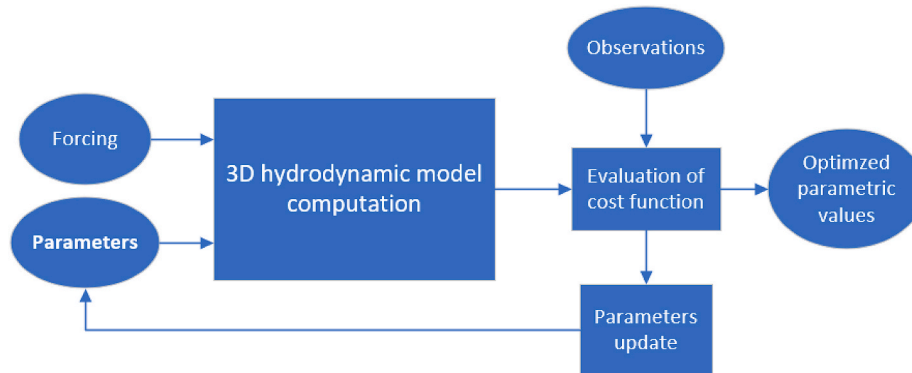 Observations
Forcing
3D hydrodynamic model
computation
Evaluation of
cost function
Optimzed
parametric
values
Parameters
Parameters
update